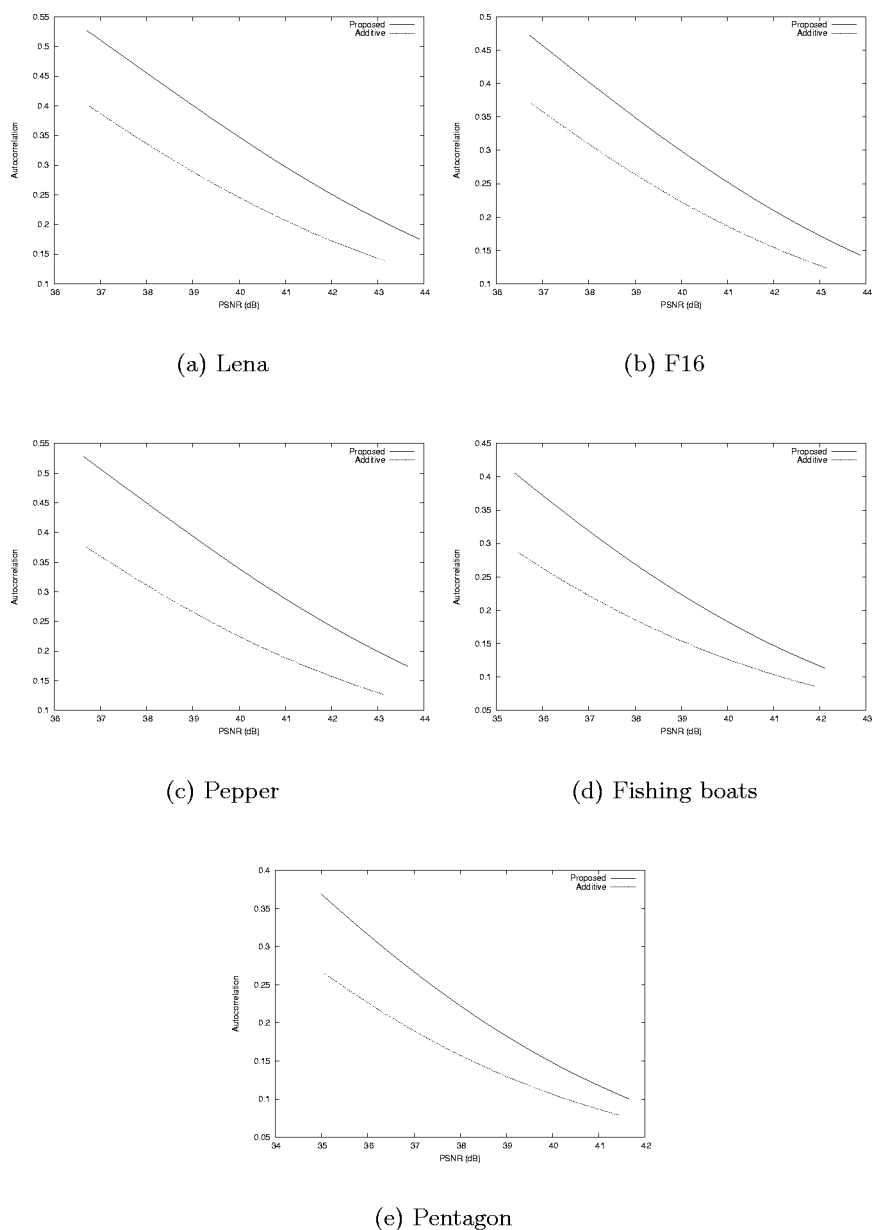 0.55
0.5
0.45
0.4
0.35
0.3
0.25
0.2
0.15
0.1
36 37 38 39 40 41 42 43 44
Autocorrelation
PSNR (dB)
Proposed
Additive
(a) Lena
0.5
0.45
0.4
0.35
0.3
0.25
0.2
0.15
0.1
36 37 38 39 40 41 42 43 44
Autocorrelation
PSNR (dB)
Proposed
Additive
(b) F16
0.55
0.5
0.45
0.4
0.35
0.3
0.25
0.2
0.15
0.1
36 37 38 39 40 41 42 43 44
Autocorrelation
PSNR (dB)
Proposed
Additive
(c) Pepper
0.45
0.4
0.35
0.3
0.25
0.2
0.15
0.1
0.05
35 36 37 38 39 40 41 42 43
Autocorrelation
PSNR (dB)
Proposed
Additive
(d) Fishing boats
0.4
0.35
0.3
0.25
0.2
0.15
0.1
0.05
34 35 36 37 38 39 40 41 42
Autocorrelation
PSNR (dB)
Proposed
Additive
(e) Pentagon